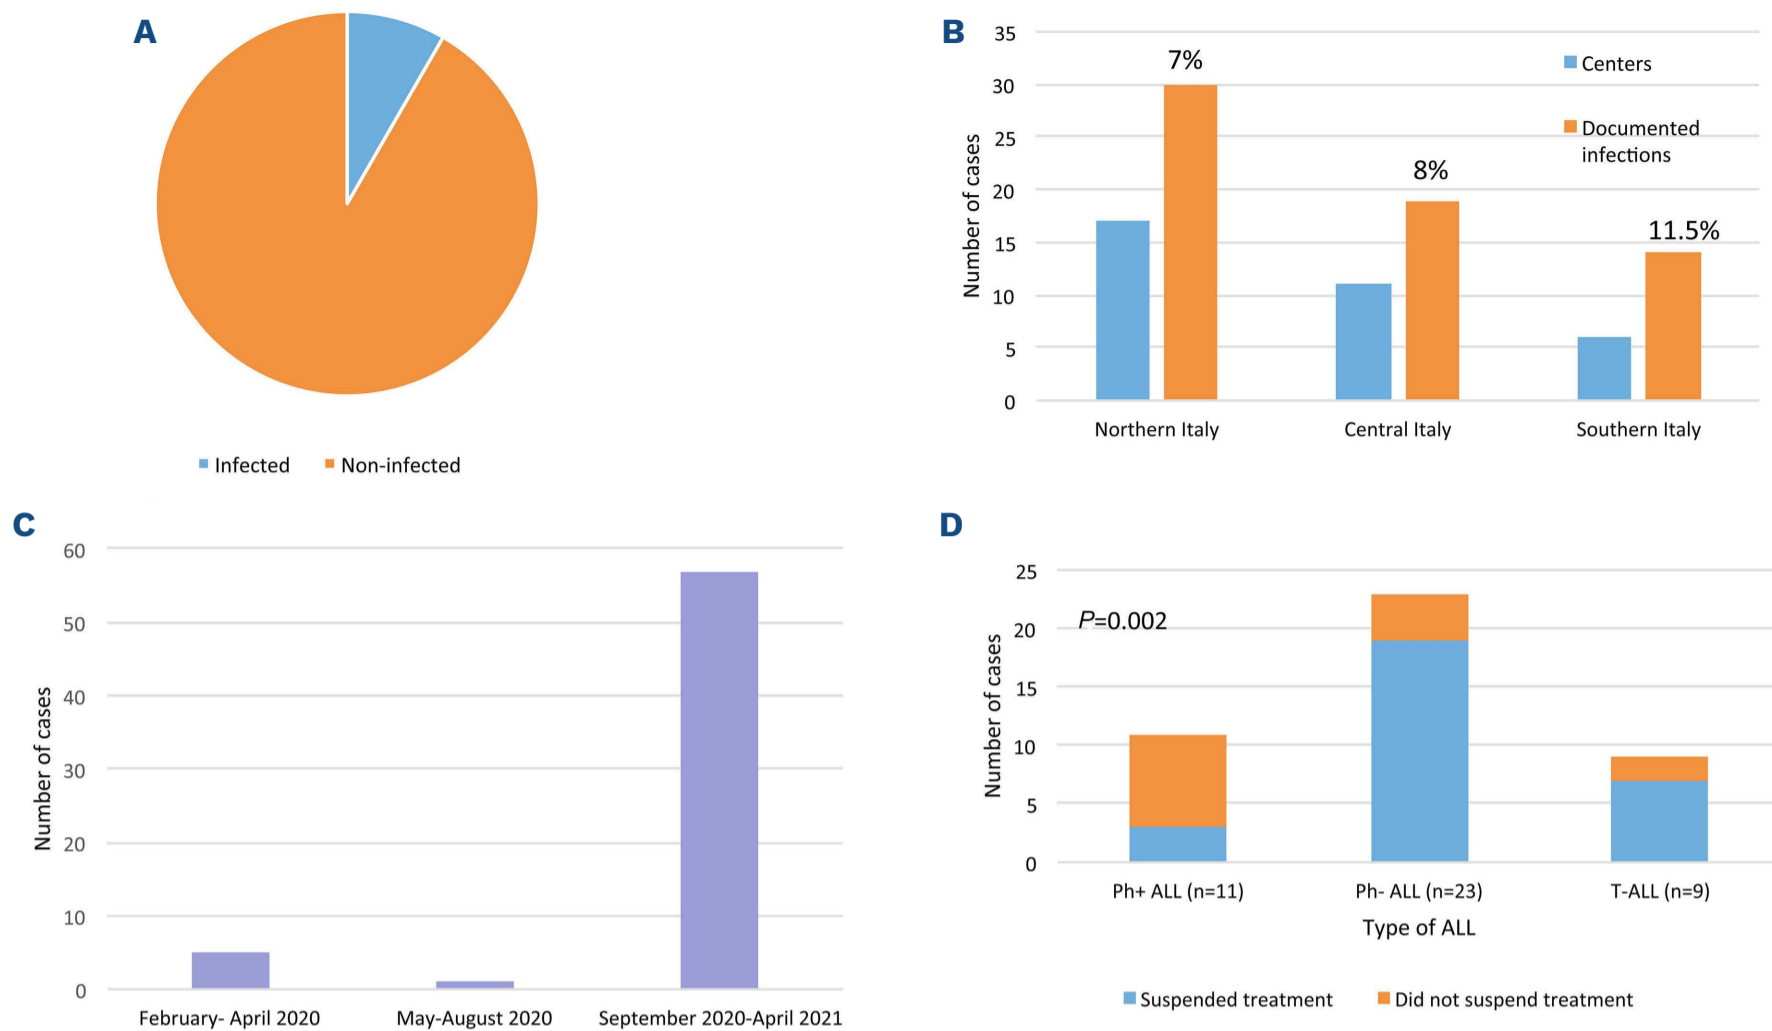 A
Infected
Non-infected
B
35
30
25
20
15
10
5
0
Number of cases
7%
8%
11.5%
Centers
Documented
infections
Northern Italy
Central Italy
Southern Italy
C
60
50
40
30
20
10
0
Number of cases
February- April 2020
May-August 2020
September 2020-April 2021
D
25
20
15
10
5
0
Number of cases
P=0.002
Ph+ ALL (n=11)
Ph- ALL (n=23)
T-ALL (n=9)
Type of ALL
Suspended treatment
Did not suspend treatment